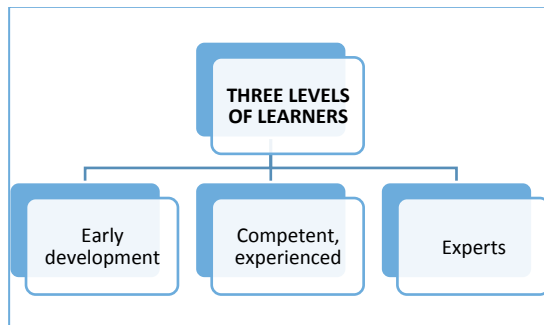 THREE LEVELS
OF LEARNERS
Early
development
Competent,
experienced
Experts